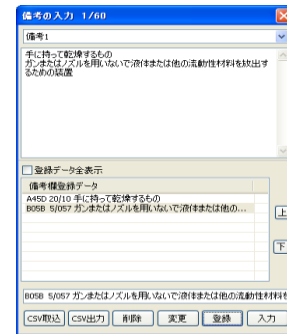 備考の入力 1/60
備考1
手に持って乾燥するもの
ガンまたはノズルを用いないで液体または他の流動性材料を放出す
るための装置
登録データ全表示
備考欄登録データ
A45D 20/10 手に持って乾燥するもの
B05B 5/057 ガンまたはノズルを用いないで液体または他の...
上
下
B05B 5/057 ガンまたはノズルを用いないで液体または他の流動性材料を
CSV取込 CSV出力 削除 変更 登録 入力